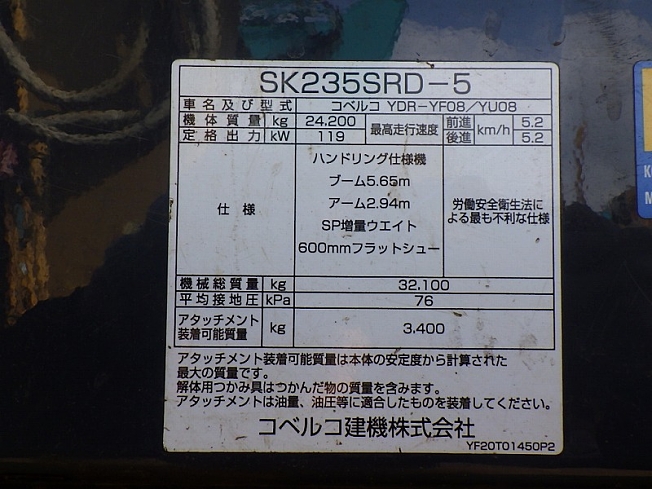 SK235SRD-5
車名及び型式 コベルコ YDR-YF08/YU08
機体質量 kg 24,200 最高走行速度 前進 km/h 5.2
定格出力 kW 119 後進 5.2
仕様
ハンドリング仕様機
ブーム5.65m
アーム2.94m
SP増量ウエイト
600mmフラットシュー
労働安全衛生法に
よる最も不利な仕様
機械総質量 kg 32,100
平均接地圧 kPa 76
アタッチメント
装着可能質量 kg 3,400
アタッチメント装着可能質量は本体の安定度から計算された
最大の質量です。
解体用つかみ具はつかんだ物の質量を含みます。
アタッチメントは油量、油圧等に適合したものを装着してください。
コベルコ建機株式会社
YF20T01450P2